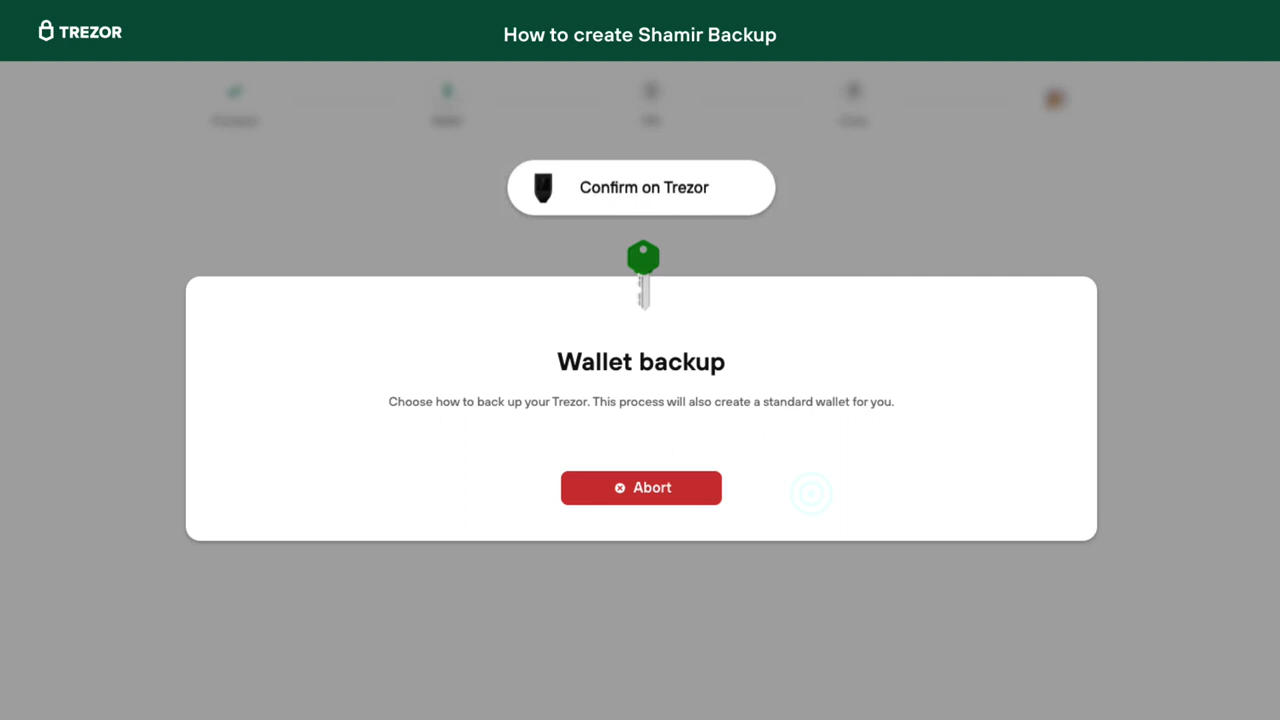 TREZOR
How to create Shamir Backup
Confirm on Trezor
Wallet backup
Choose how to back up your Trezor. This process will also create a standard wallet for you.
Abort